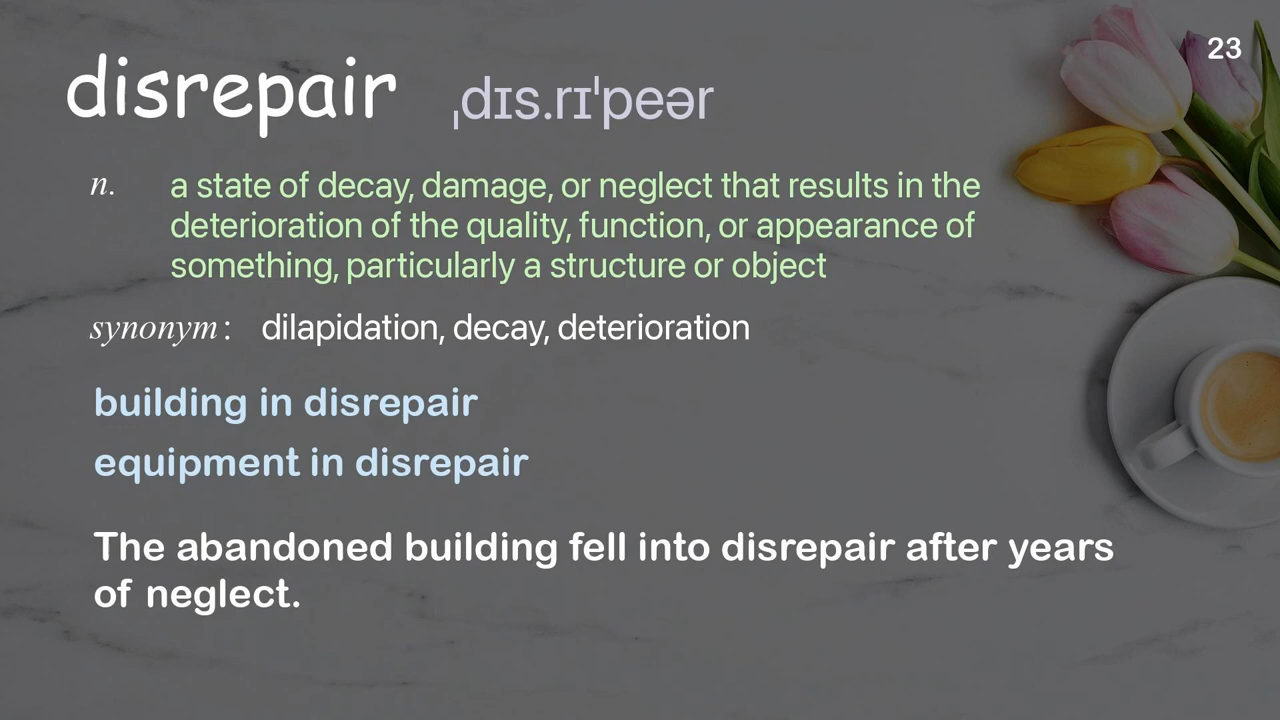 23
disrepair ˌdɪs.rɪˈpeər
n. a state of decay, damage, or neglect that results in the
deterioration of the quality, function, or appearance of
something, particularly a structure or object
synonym : dilapidation, decay, deterioration
building in disrepair
equipment in disrepair
The abandoned building fell into disrepair after years
of neglect.